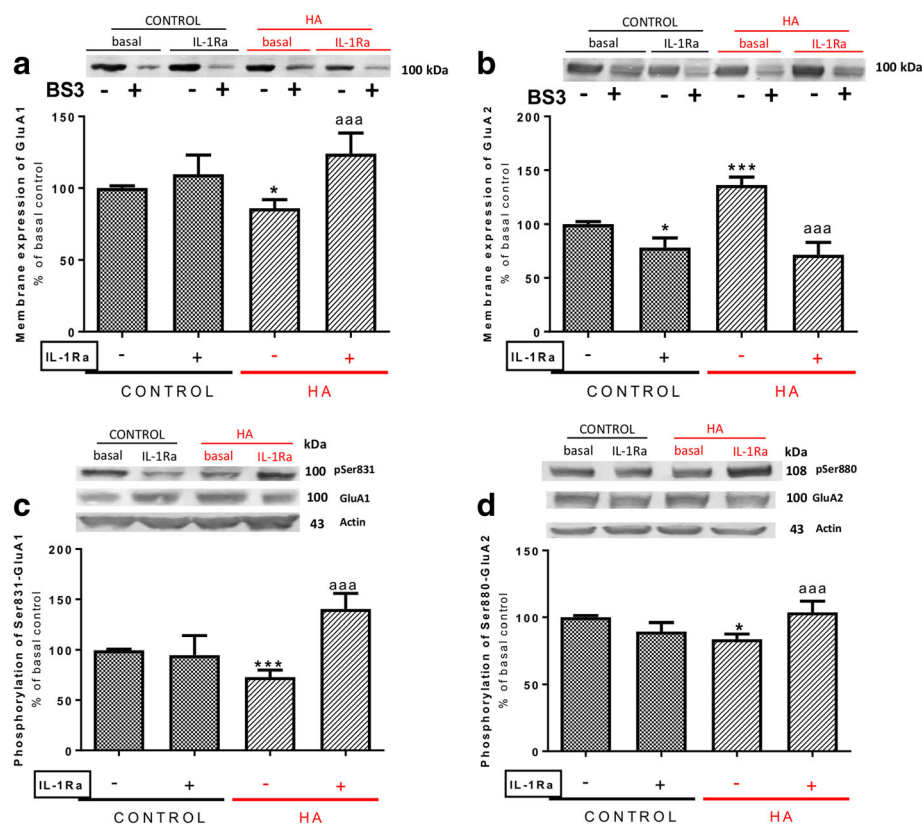 a
CONTROL HA
basal IL-1Ra basal IL-1Ra
100 kDa
BS3 - + - + - + - +
Membrane expression of GluA1
% of basal control
150
100
50
0
* aaa
IL-1Ra - + - +
CONTROL HA
b
CONTROL HA
basal IL-1Ra basal IL-1Ra
100 kDa
BS3 - + - + - + - +
Membrane expression of GluA2
% of basal control
200
150
100
50
0
* *** aaa
IL-1Ra - + - +
CONTROL HA
c
CONTROL HA kDa
basal IL-1Ra basal IL-1Ra
100 pSer831
100 GluA1
43 Actin
Phosphorylation of Ser831-GluA1
% of basal control
200
150
100
50
0
*** aaa
IL-1Ra - + - +
CONTROL HA
d
CONTROL HA kDa
basal IL-1Ra basal IL-1Ra
108 pSer880
100 GluA2
43 Actin
Phosphorylation of Ser880-GluA2
% of basal control
150
100
50
0
* aaa
IL-1Ra - + - +
CONTROL HA